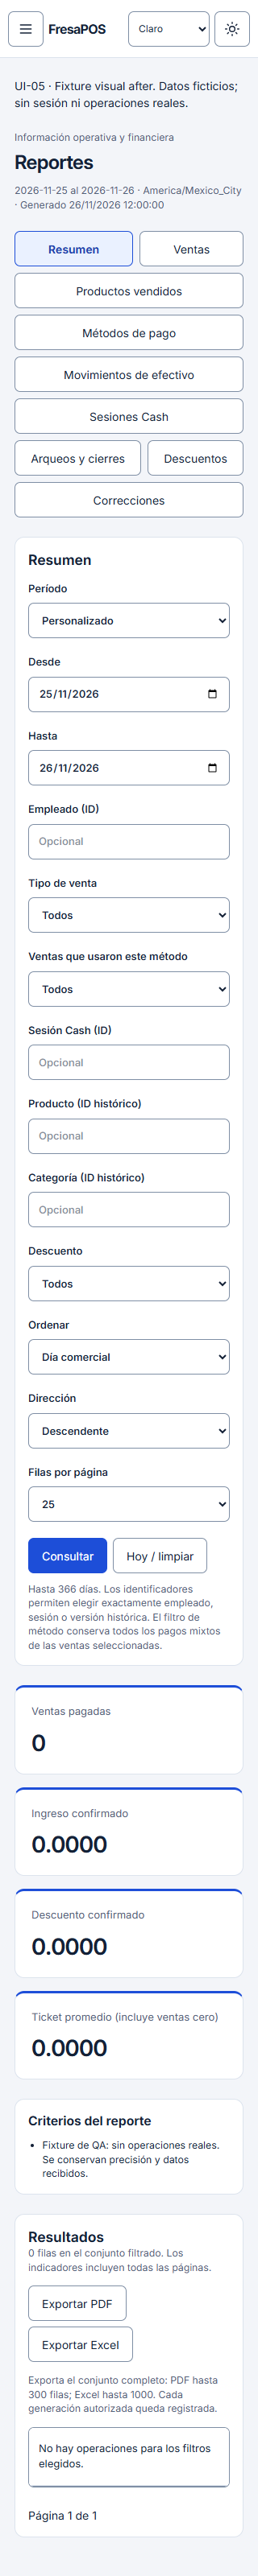 FresaPOS
Claro
UI-05 · Fixture visual after. Datos ficticios;
sin sesión ni operaciones reales.
Información operativa y financiera
Reportes
2026-11-25 al 2026-11-26 · America/Mexico_City
· Generado 26/11/2026 12:00:00
Resumen
Ventas
Productos vendidos
Métodos de pago
Movimientos de efectivo
Sesiones Cash
Arqueos y cierres
Descuentos
Correcciones
Resumen
Período
Personalizado
Desde
25/11/2026
Hasta
26/11/2026
Empleado (ID)
Opcional
Tipo de venta
Todos
Ventas que usaron este método
Todos
Sesión Cash (ID)
Opcional
Producto (ID histórico)
Opcional
Categoría (ID histórico)
Opcional
Descuento
Todos
Ordenar
Día comercial
Dirección
Descendente
Filas por página
25
Consultar
Hoy / limpiar
Hasta 366 días. Los identificadores
permiten elegir exactamente empleado,
sesión o versión histórica. El filtro de
método conserva todos los pagos mixtos
de las ventas seleccionadas.
Ventas pagadas
0
Ingreso confirmado
0.0000
Descuento confirmado
0.0000
Ticket promedio (incluye ventas cero)
0.0000
Criterios del reporte
• Fixture de QA: sin operaciones reales.
Se conservan precisión y datos
recibidos.
Resultados
0 filas en el conjunto filtrado. Los
indicadores incluyen todas las páginas.
Exportar PDF
Exportar Excel
Exporta el conjunto completo: PDF hasta
300 filas; Excel hasta 1000. Cada
generación autorizada queda registrada.
No hay operaciones para los filtros
elegidos.
Página 1 de 1